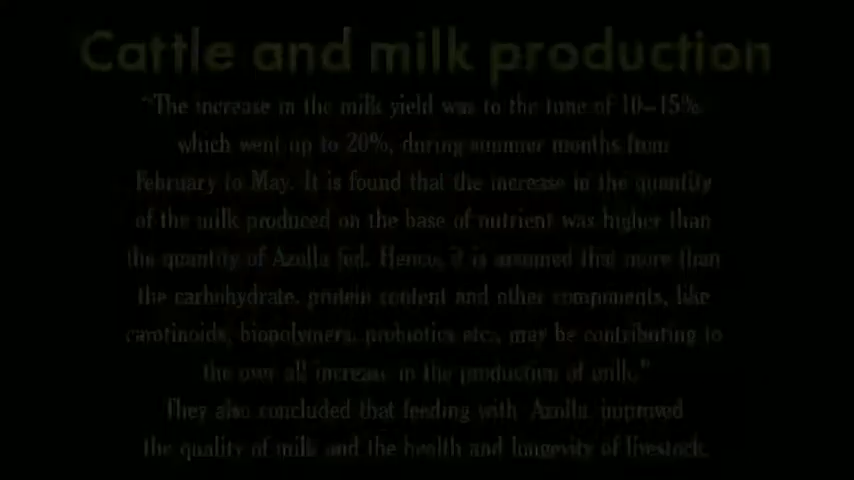 Cattle and milk production
"The increase in the milk yield was to the tune of 10–15%
which went up to 20%, during summer months from
February to May. It is found that the increase in the quantity
of the milk produced on the base of nutrient was higher than
the quantity of Azolla fed. Hence, it is assumed that more than
the carbohydrate, protein content and other components, like
carotinoids, biopolymers, probiotics etc., may be contributing to
the over all increase in the production of milk."
They also concluded that feeding with Azolla improved
the quality of milk and the health and longevity of livestock.